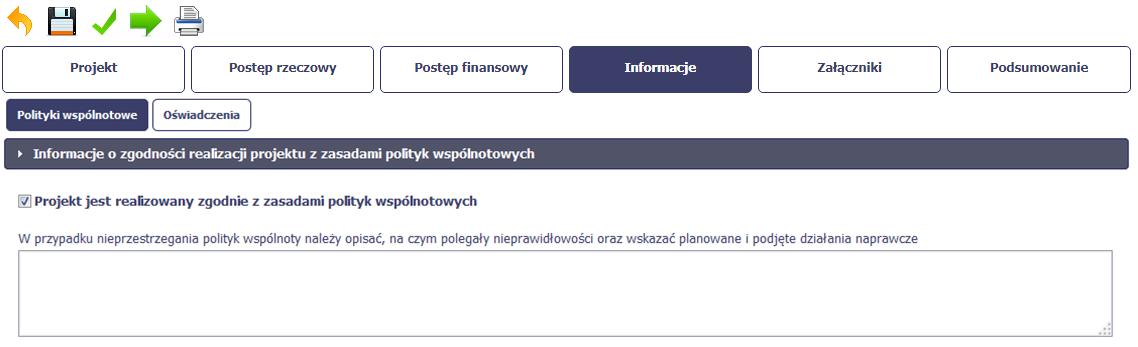 Projekt
Postęp rzeczowy
Postęp finansowy
Informacje
Załączniki
Podsumowanie
Polityki wspólnotowe
Oświadczenia
Informacje o zgodności realizacji projektu z zasadami polityk wspólnotowych
Projekt jest realizowany zgodnie z zasadami polityk wspólnotowych
W przypadku nieprzestrzegania polityk wspólnoty należy opisać, na czym polegały nieprawidłowości oraz wskazać planowane i podjęte działania naprawcze